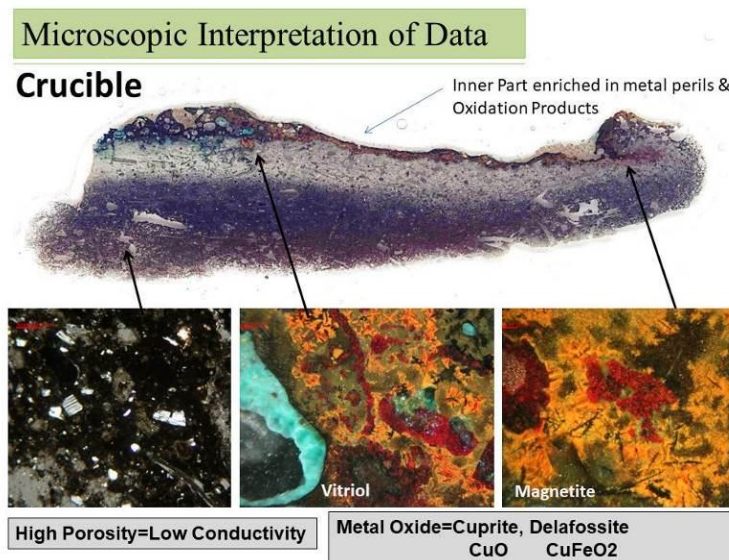 Microscopic Interpretation of Data
Crucible
Inner Part enriched in metal perils &
Oxidation Products
Vitriol
Magnetite
High Porosity=Low Conductivity
Metal Oxide=Cuprite, Delafossite
CuO CuFeO2